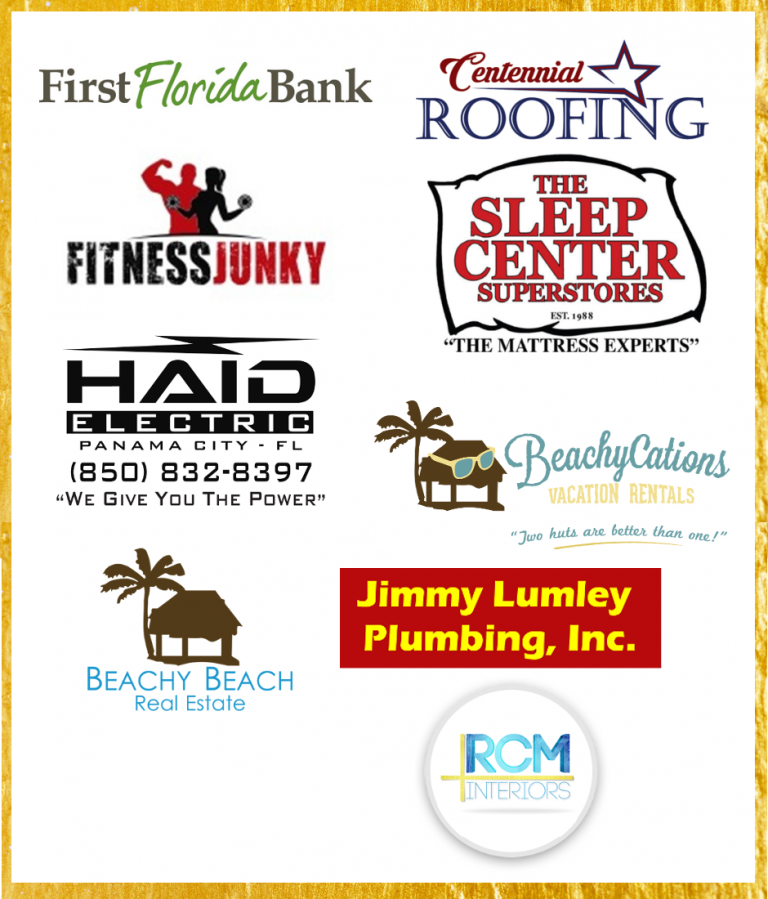 First Florida Bank
Centennial
ROOFING
FITNESSJUNKY
THE
SLEEP
CENTER
SUPERSTORES
EST. 1988
"THE MATTRESS EXPERTS"
HAID
ELECTRIC
PANAMA CITY - FL
(850) 832-8397
"WE GIVE YOU THE POWER"
BeachyCations
VACATION RENTALS
"Two huts are better than one!"
BEACHY BEACH
Real Estate
Jimmy Lumley
Plumbing, Inc.
RCM
INTERIORS